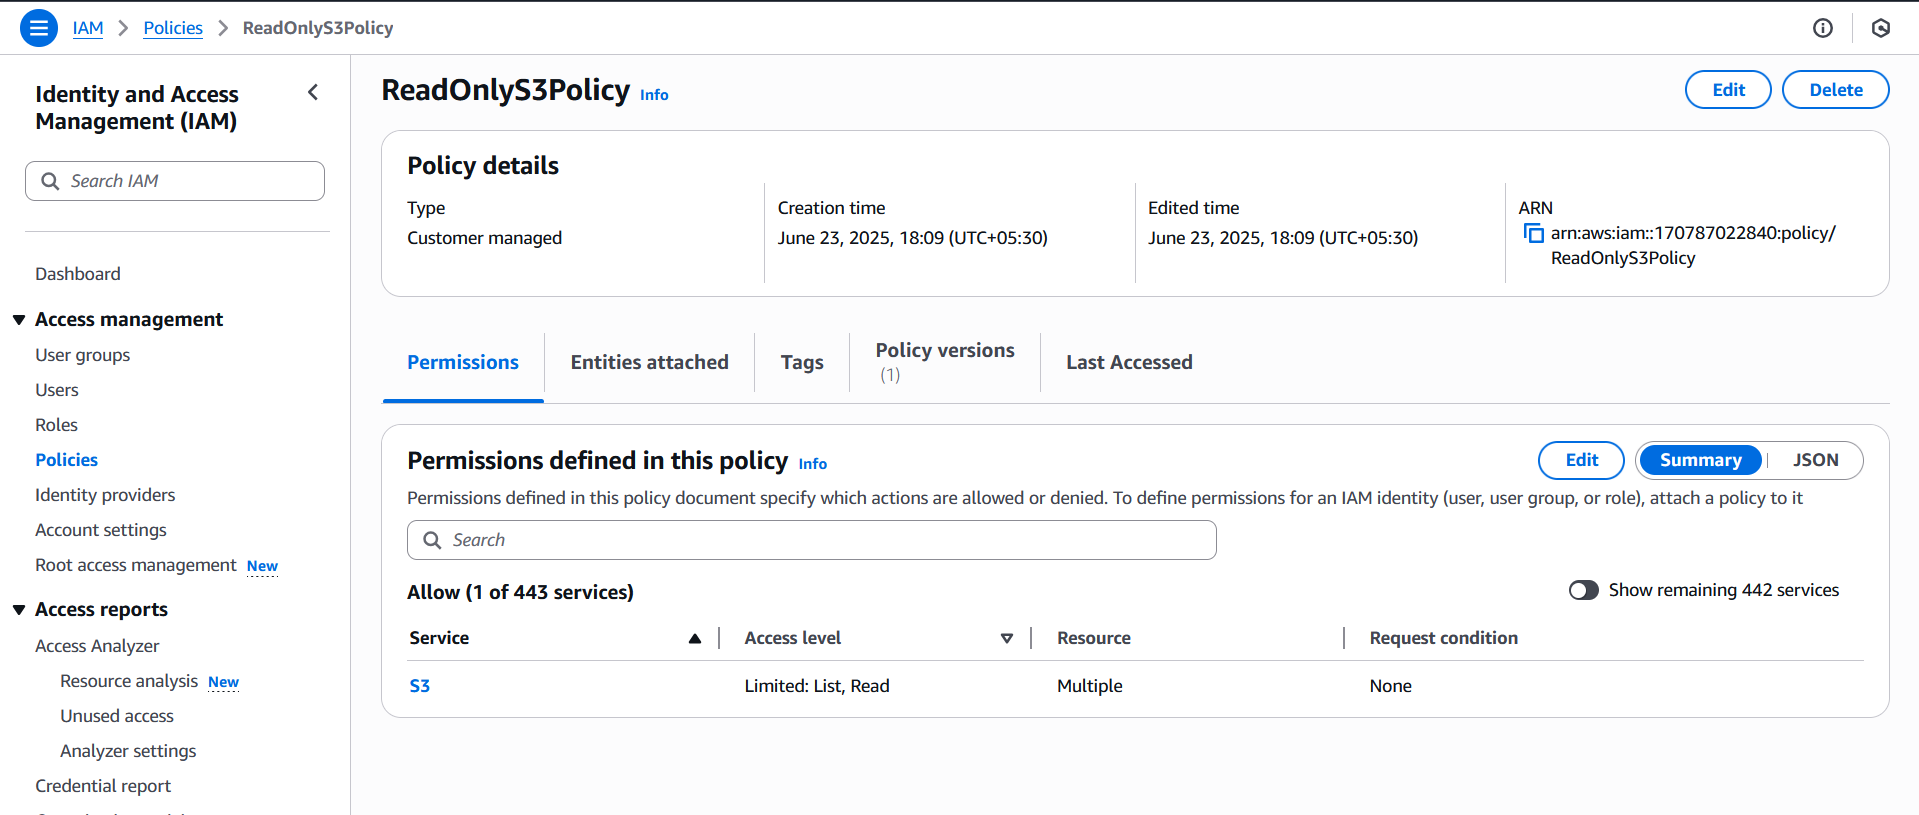 IAM > Policies > ReadOnlyS3Policy
Identity and Access
Management (IAM)
Search IAM
Dashboard
Access management
User groups
Users
Roles
Policies
Identity providers
Account settings
Root access management New
Access reports
Access Analyzer
Resource analysis New
Unused access
Analyzer settings
Credential report
ReadOnlyS3Policy Info
Edit Delete
Policy details
Type
Customer managed
Creation time
June 23, 2025, 18:09 (UTC+05:30)
Edited time
June 23, 2025, 18:09 (UTC+05:30)
ARN
arn:aws:iam::170787022840:policy/
ReadOnlyS3Policy
Permissions
Entities attached
Tags
Policy versions
(1)
Last Accessed
Permissions defined in this policy Info
Edit Summary JSON
Permissions defined in this policy document specify which actions are allowed or denied. To define permissions for an IAM identity (user, user group, or role), attach a policy to it
Search
Allow (1 of 443 services)
Show remaining 442 services
Service Access level Resource Request condition
S3 Limited: List, Read Multiple None